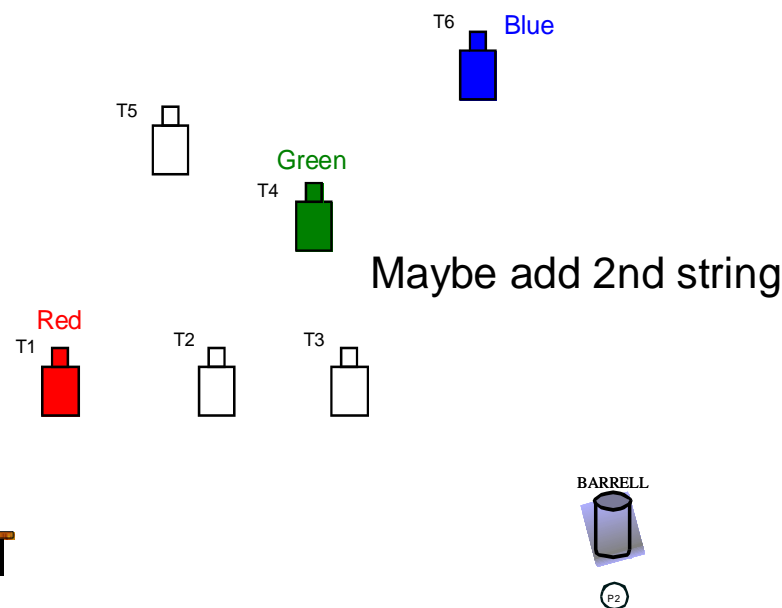 T6 Blue
T5
Green
T4
Maybe add 2nd string
Red
T1
T2
T3
BARRELL
P2